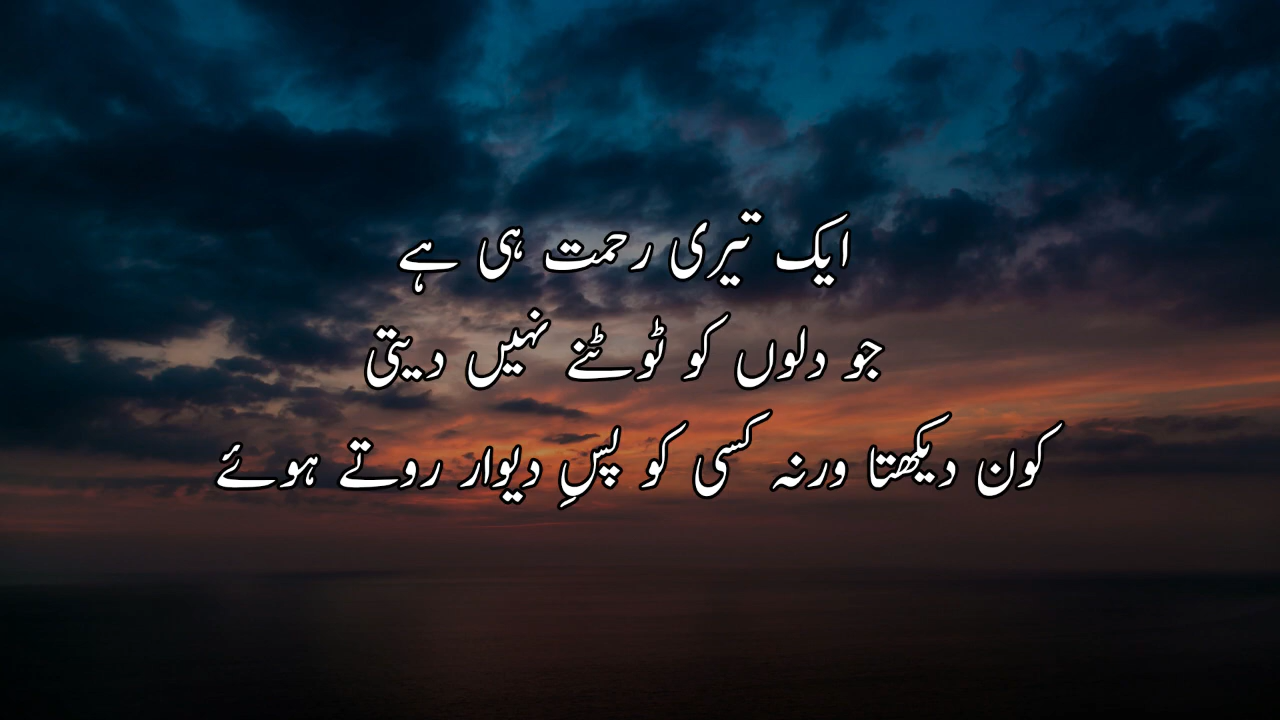 ایک تیری رحمت ہی ہے
جو دلوں کو ٹوٹنے نہیں دیتی
کون دیکھتا ورنہ کسی کو پسِ دیوار روتے ہوئے